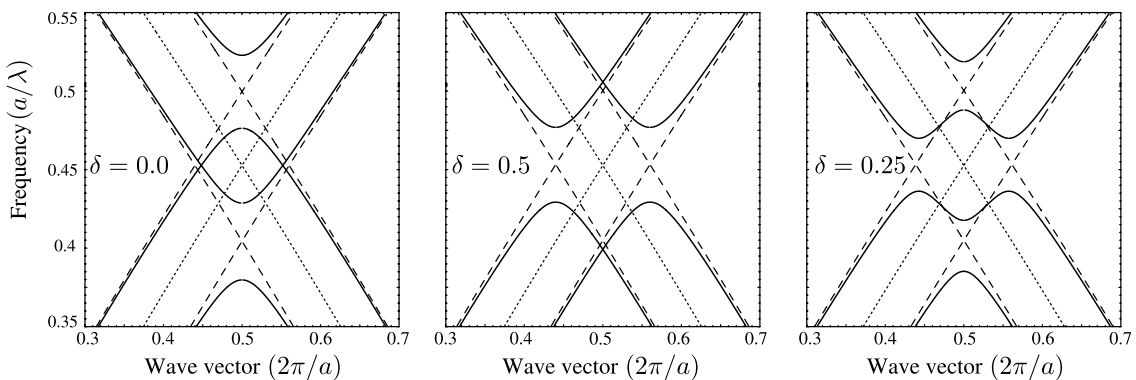 0.55
0.5
0.45
0.4
0.35
Frequency (a/λ)
δ = 0.0
δ = 0.5
δ = 0.25
0.3 0.4 0.5 0.6 0.7
0.3 0.4 0.5 0.6 0.7
0.3 0.4 0.5 0.6 0.7
Wave vector (2π/a)
Wave vector (2π/a)
Wave vector (2π/a)